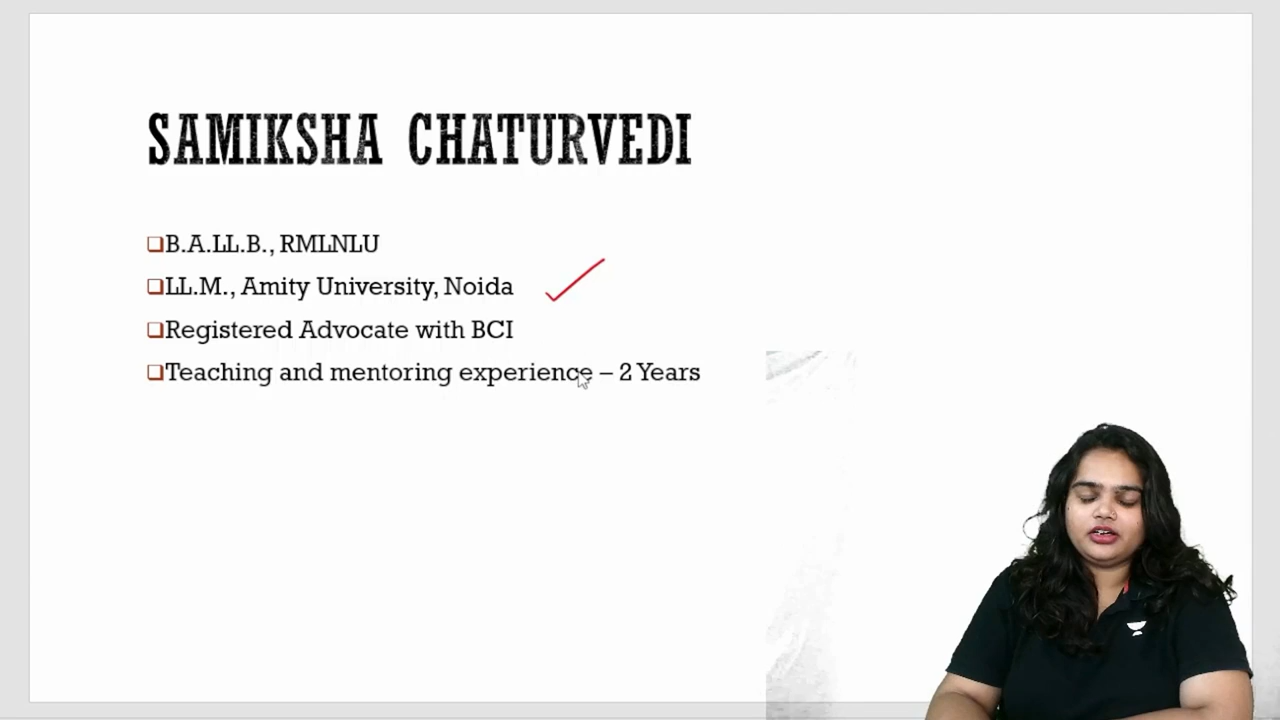 SAMIKSHA CHATURVEDI
B.A.LL.B., RMLNLU
LL.M., Amity University, Noida
Registered Advocate with BCI
Teaching and mentoring experience – 2 Years